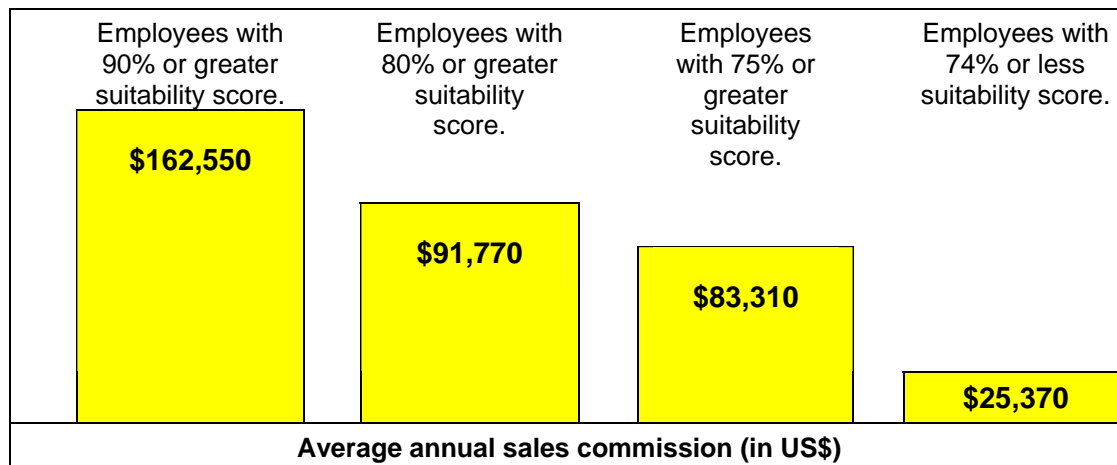 Employees with
90% or greater
suitability score.
$162,550
Employees with
80% or greater
suitability
score.
$91,770
Employees
with 75% or
greater
suitability
score.
$83,310
Employees with
74% or less
suitability score.
$25,370
Average annual sales commission (in US$)